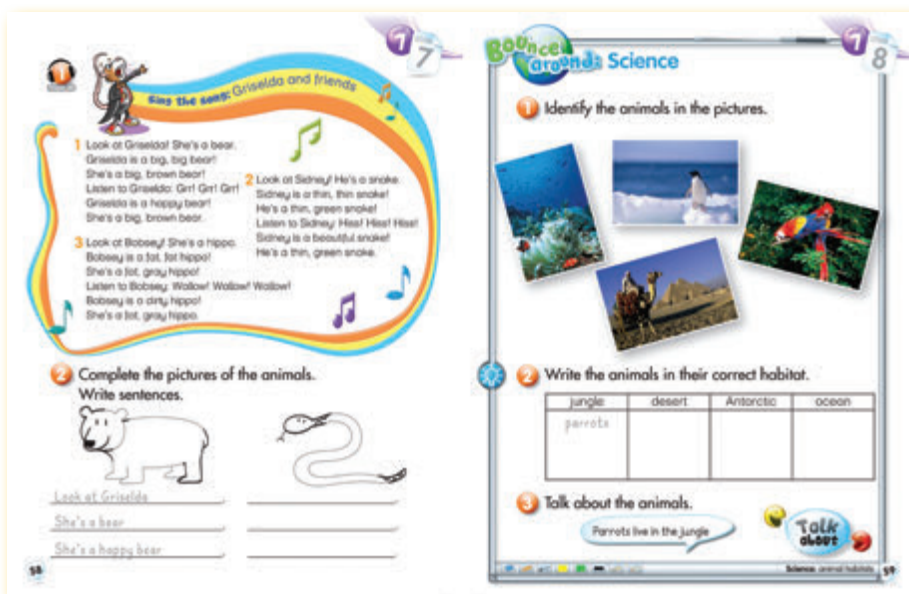 7
7
1
Sing the song: Griselda and friends
1 Look at Griselda! She's a bear.
Griselda is a big, big bear!
She's a big, brown bear!
Listen to Griselda: Grr! Grr! Grr!
Griselda is a happy bear!
She's a big, brown bear.
2 Look at Sidney! He's a snake.
Sidney is a thin, thin snake!
He's a thin, green snake!
Listen to Sidney: Hiss! Hiss! Hiss!
Sidney is a beautiful snake!
He's a thin, green snake.
3 Look at Bobsey! She's a hippo.
Bobsey is a fat, fat hippo!
She's a fat, gray hippo!
Listen to Bobsey: Wallow! Wallow! Wallow!
Bobsey is a dirty hippo!
She's a fat, gray hippo.
2 Complete the pictures of the animals.
Write sentences.
Look at Griselda
She's a bear
She's a happy bear
58
7
8
Bounce
around: Science
1 Identify the animals in the pictures.
2 Write the animals in their correct habitat.
jungle desert Antarctic ocean
parrots
3 Talk about the animals.
Parrots live in the jungle
Talk
about
Science: animal habitats 59